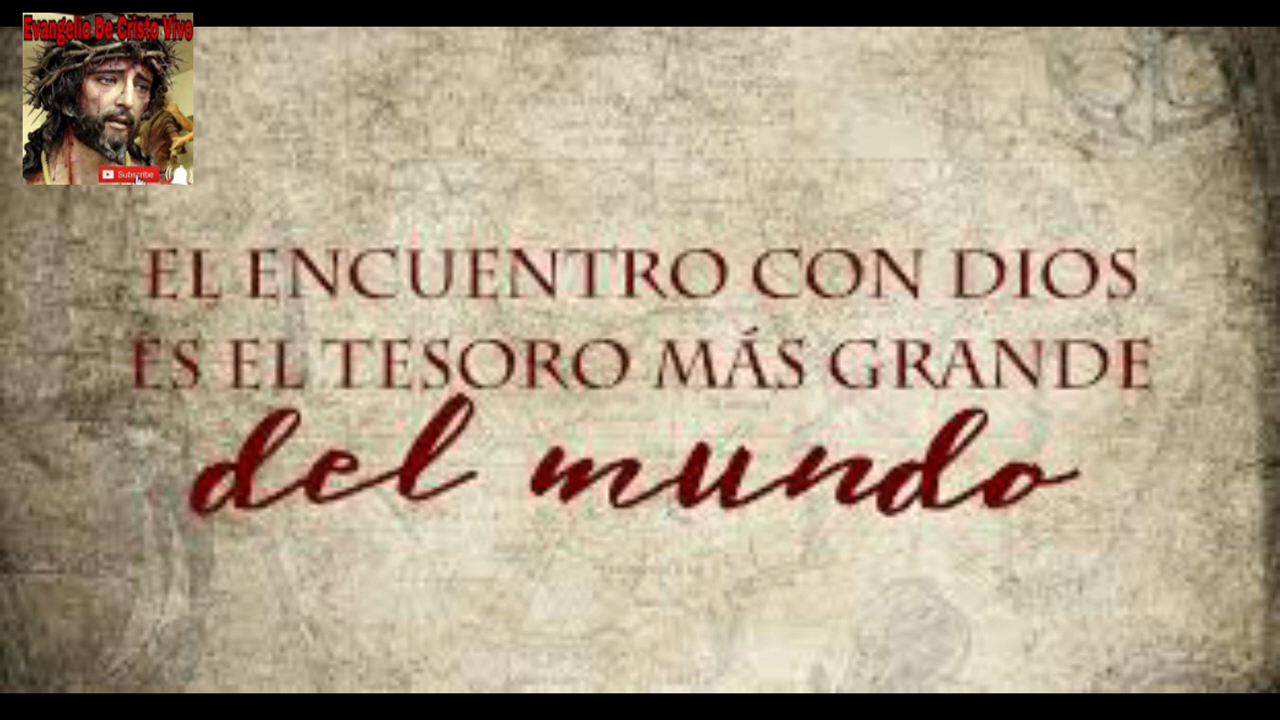 Evangelio De Cristo Vivo
Subscribe
EL ENCUENTRO CON DIOS
ES EL TESORO MÁS GRANDE
del mundo